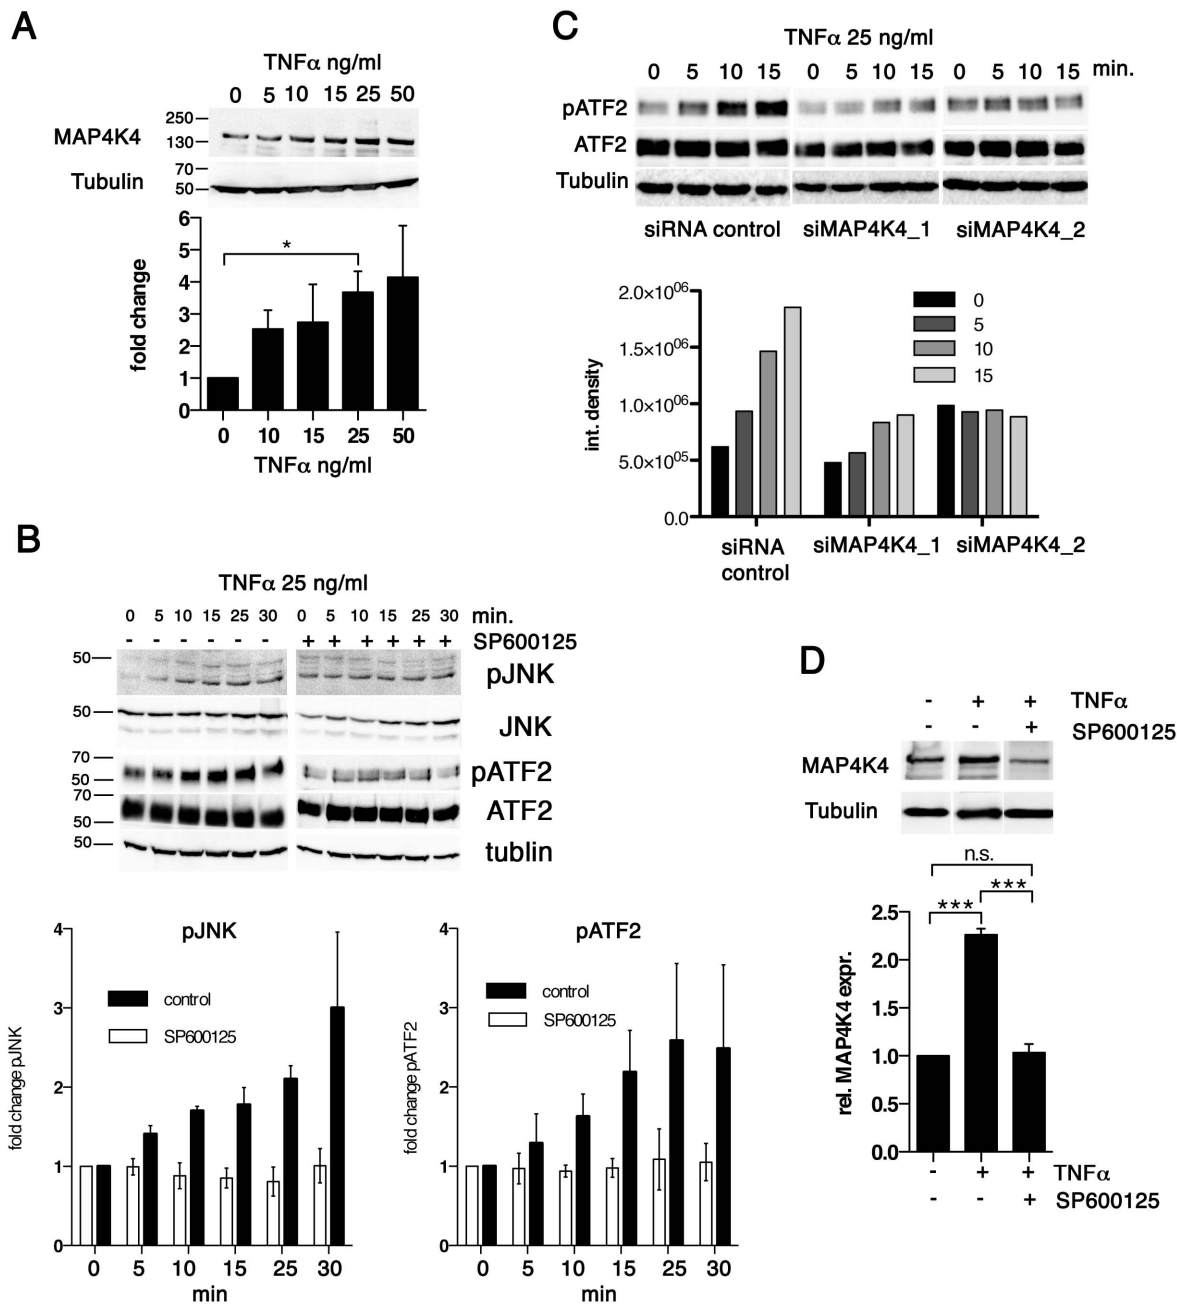 A
TNFα ng/ml
0 5 10 15 25 50
250
MAP4K4
130
70
Tubulin
50
6
5
4
3
2
1
0
fold change
*
0 10 15 25 50
TNFα ng/ml
C
TNFα 25 ng/ml
0 5 10 15 0 5 10 15 0 5 10 15 min.
pATF2
ATF2
Tubulin
siRNA control siMAP4K4_1 siMAP4K4_2
2.0×10⁰⁶
1.5×10⁰⁶
1.0×10⁰⁶
5.0×10⁰⁵
0.0
int. density
0
5
10
15
siRNA control
siMAP4K4_1
siMAP4K4_2
B
TNFα 25 ng/ml
0 5 10 15 25 30 0 5 10 15 25 30 min.
- - - - - - + + + + + + SP600125
50
pJNK
50
JNK
70
pATF2
50
70
ATF2
50
50
tublin
pJNK
4
3
2
1
0
fold change pJNK
control
SP600125
0 5 10 15 25 30
min
pATF2
4
3
2
1
0
fold change pATF2
control
SP600125
0 5 10 15 25 30
min
D
- + + TNFα
- - + SP600125
MAP4K4
Tubulin
n.s.
***
***
2.5
2.0
1.5
1.0
0.5
0.0
rel. MAP4K4 expr.
- + + TNFα
- - + SP600125